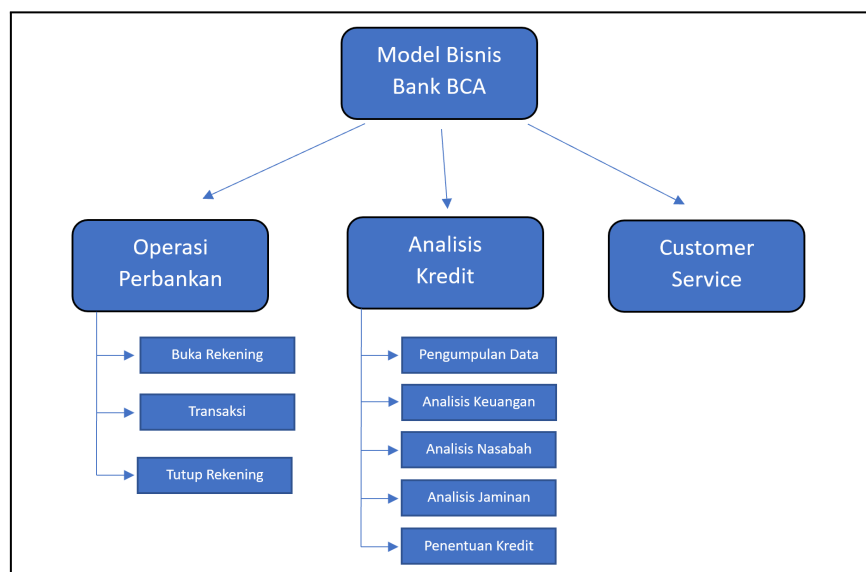 Model Bisnis
Bank BCA
Operasi
Perbankan
Buka Rekening
Transaksi
Tutup Rekening
Analisis
Kredit
Pengumpulan Data
Analisis Keuangan
Analisis Nasabah
Analisis Jaminan
Penentuan Kredit
Customer
Service